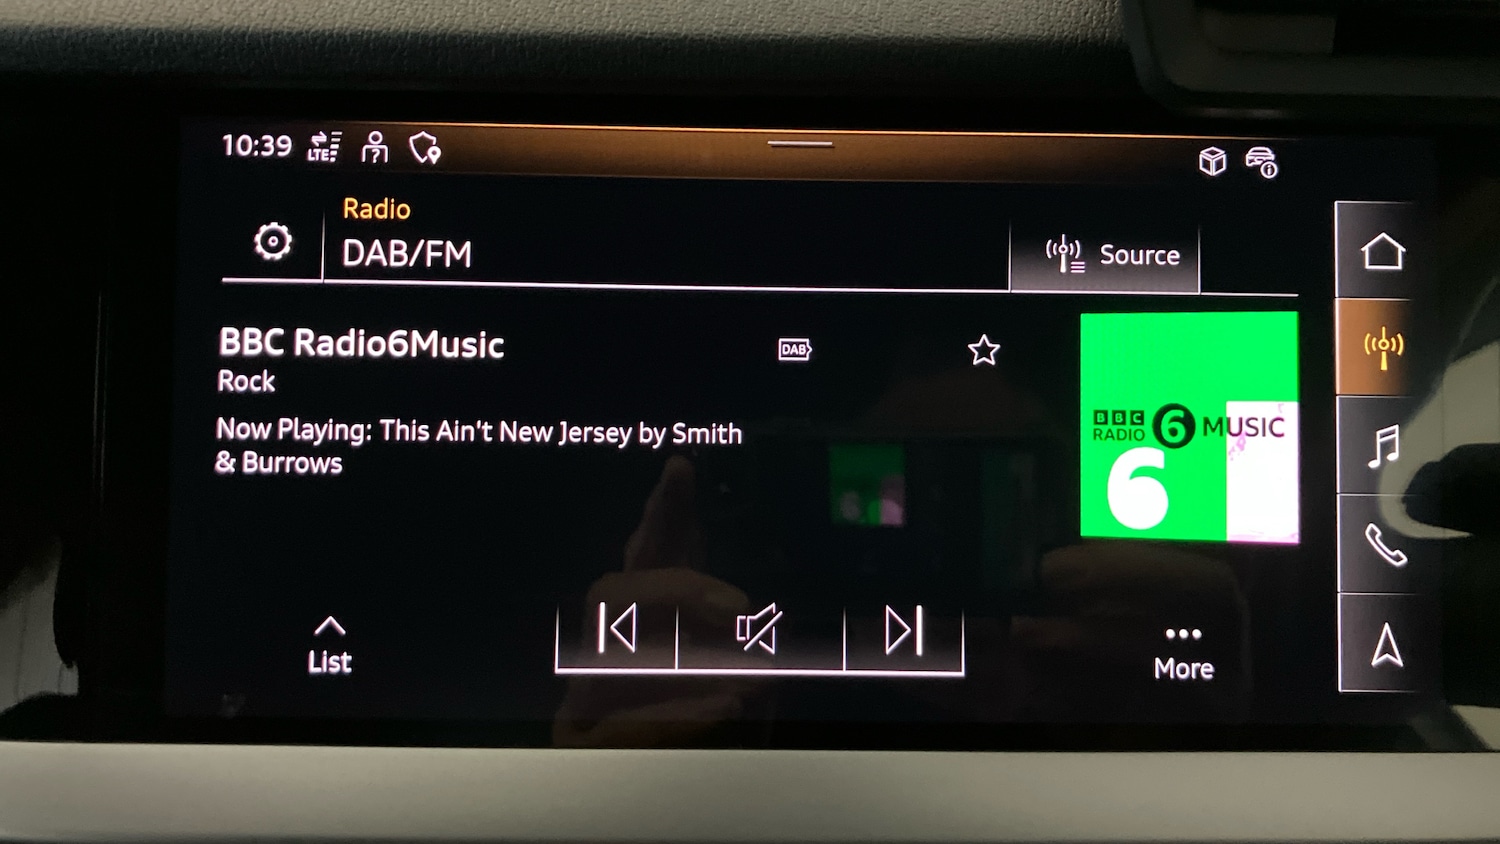 10:39
LTE
?
Radio
DAB/FM
Source
BBC Radio6Music
DAB
Rock
Now Playing: This Ain't New Jersey by Smith
& Burrows
BBC
RADIO 6 MUSIC
6
List
More